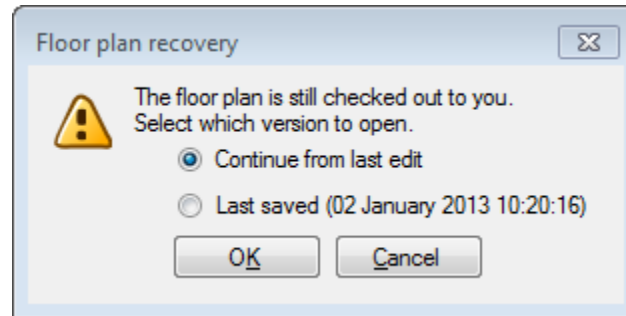 Floor plan recovery
The floor plan is still checked out to you.
Select which version to open.
Continue from last edit
Last saved (02 January 2013 10:20:16)
OK
Cancel